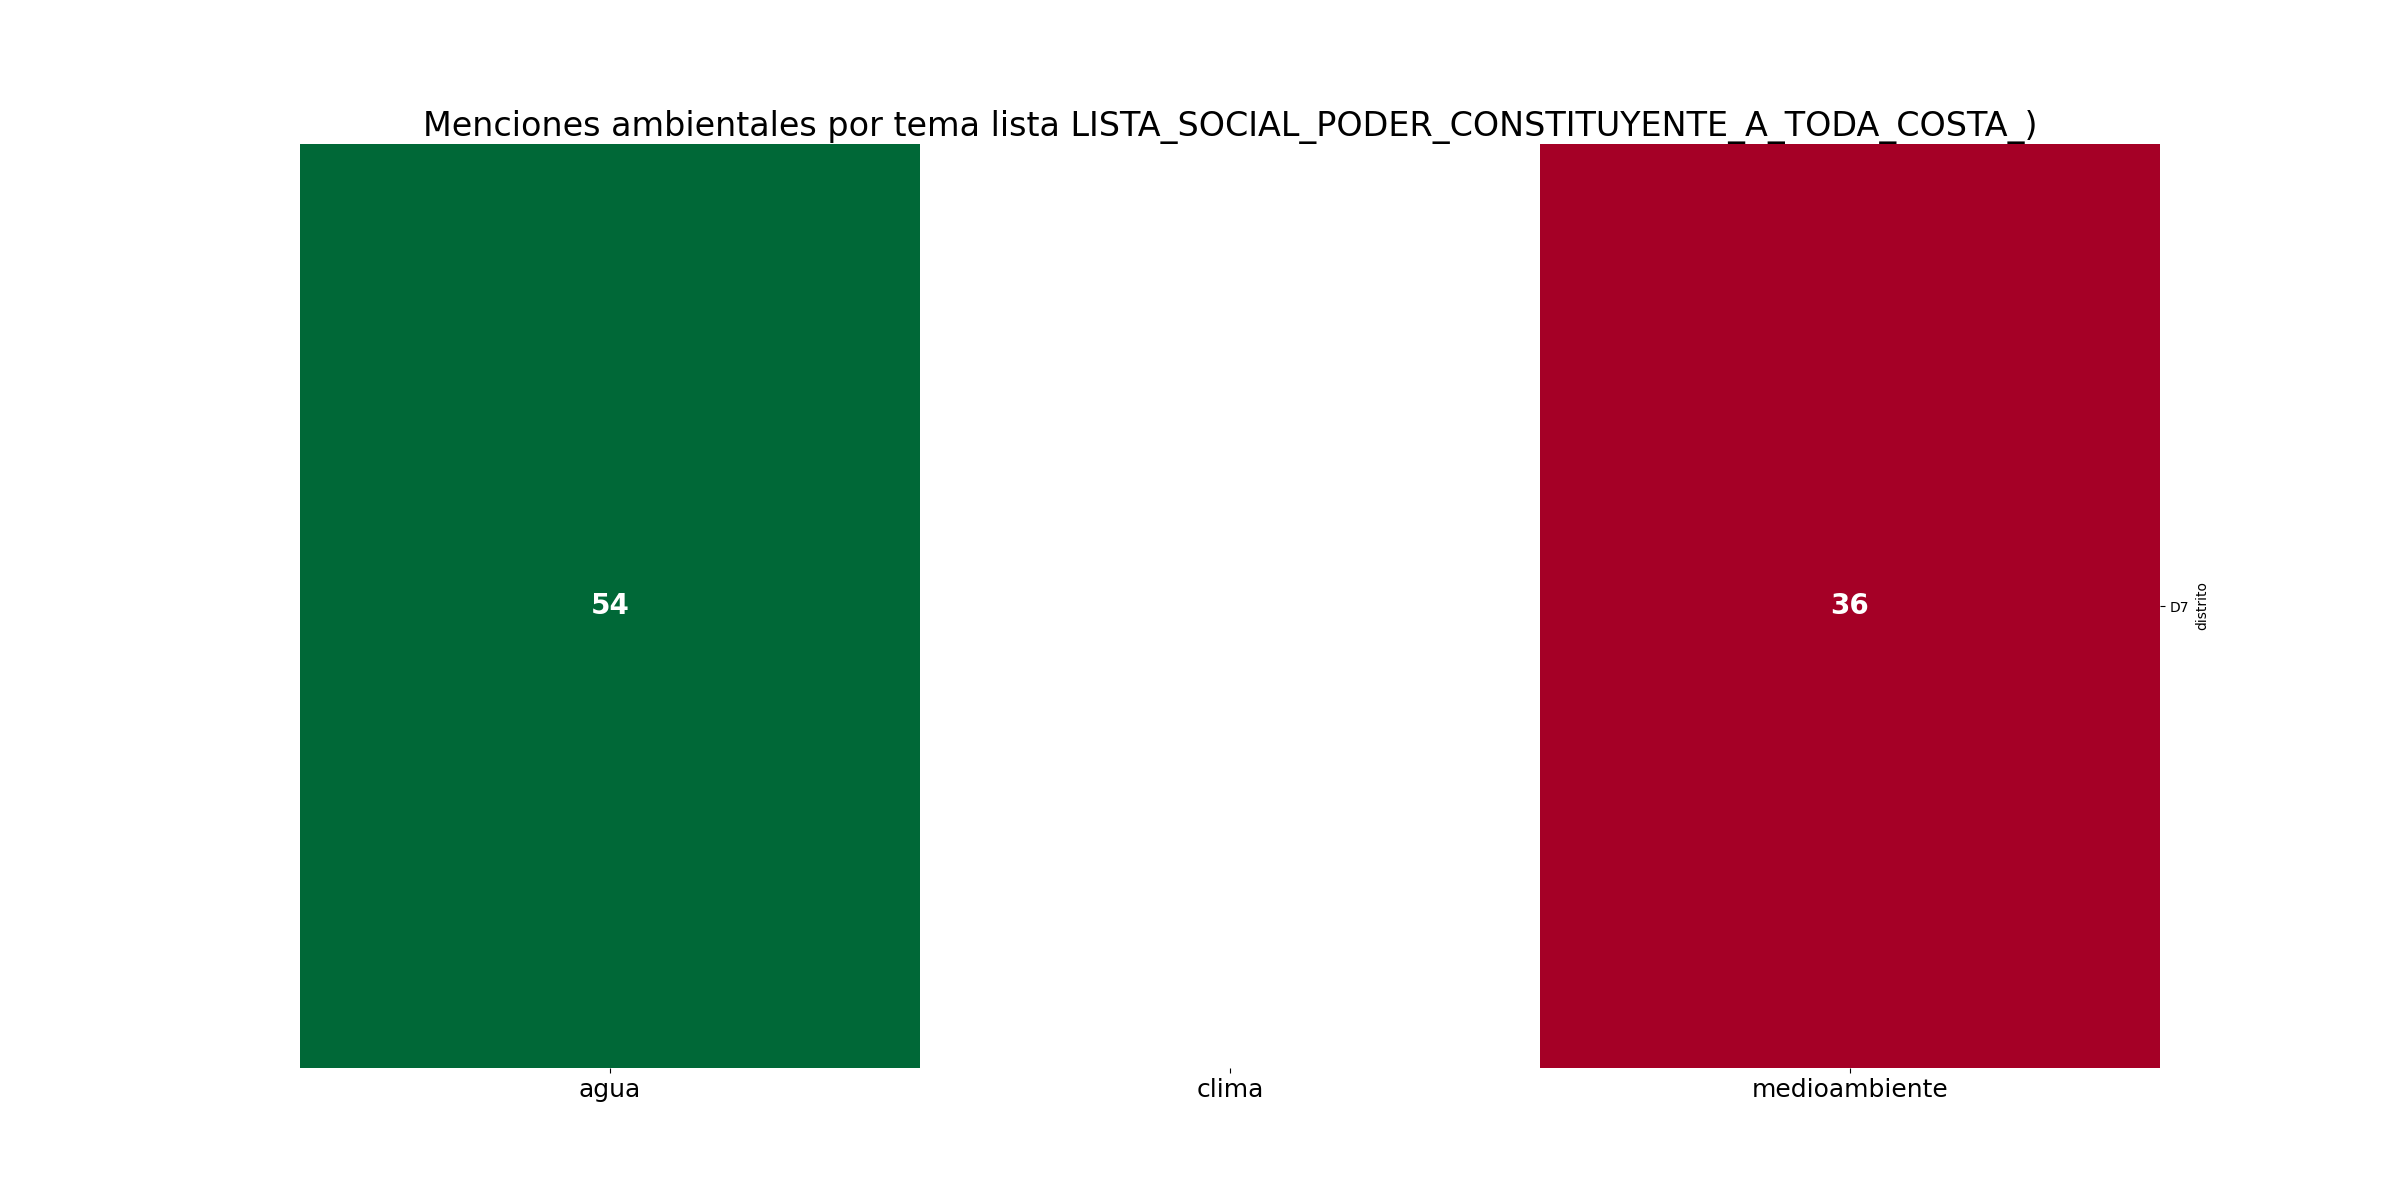 Menciones ambientales por tema lista LISTA_SOCIAL_PODER_CONSTITUYENTE_A_TODA_COSTA_)
54
36
D7
distrito
agua
clima
medioambiente